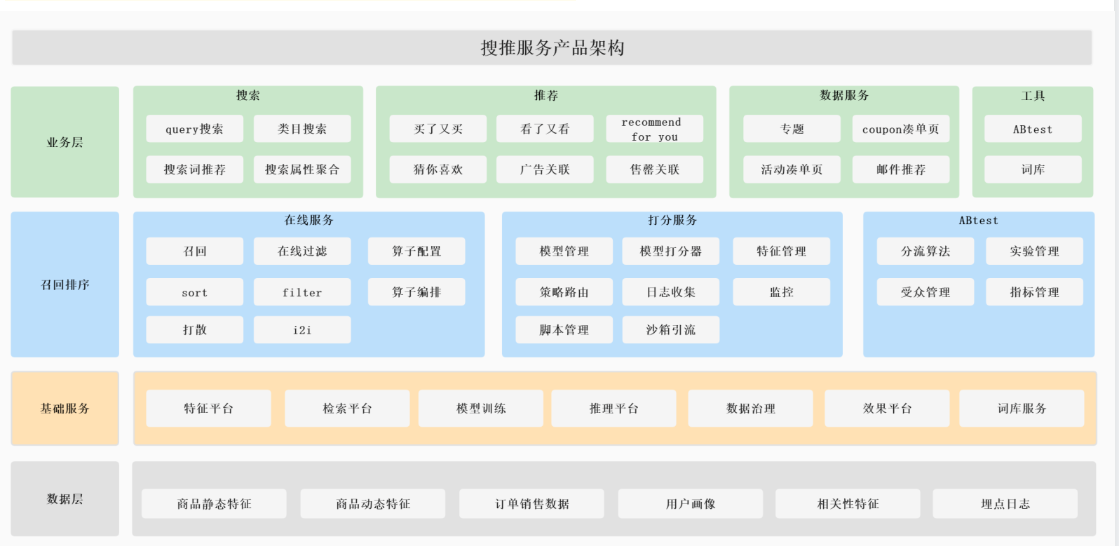 搜推服务产品架构
业务层
搜索
query搜索 类目搜索
搜索词推荐 搜索属性聚合
推荐
买了又买 看了又看 recommend
for you
猜你喜欢 广告关联 售罄关联
数据服务
专题 coupon凑单页
活动凑单页 邮件推荐
工具
ABtest
词库
召回排序
在线服务
召回 在线过滤 算子配置
sort filter 算子编排
打散 i2i
打分服务
模型管理 模型打分器 特征管理
策略路由 日志收集 监控
脚本管理 沙箱引流
ABtest
分流算法 实验管理
受众管理 指标管理
基础服务
特征平台 检索平台 模型训练 推理平台 数据治理 效果平台 词库服务
数据层
商品静态特征 商品动态特征 订单销售数据 用户画像 相关性特征 埋点日志